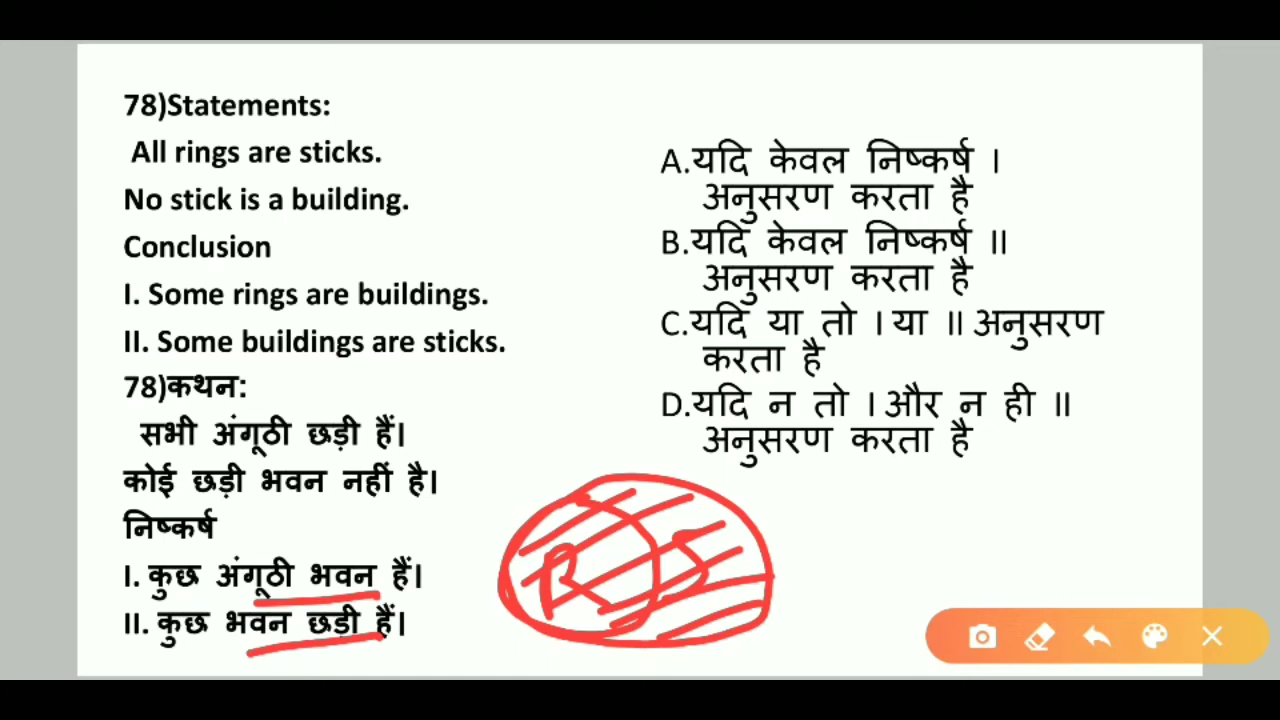 78)Statements:
All rings are sticks.
No stick is a building.
Conclusion
I. Some rings are buildings.
II. Some buildings are sticks.
78)कथन:
सभी अंगूठी छड़ी हैं।
कोई छड़ी भवन नहीं है।
निष्कर्ष
I. कुछ अंगूठी भवन हैं।
II. कुछ भवन छड़ी हैं।
A.यदि केवल निष्कर्ष I
अनुसरण करता है
B.यदि केवल निष्कर्ष II
अनुसरण करता है
C.यदि या तो I या II अनुसरण
करता है
D.यदि न तो I और न ही II
अनुसरण करता है
R S